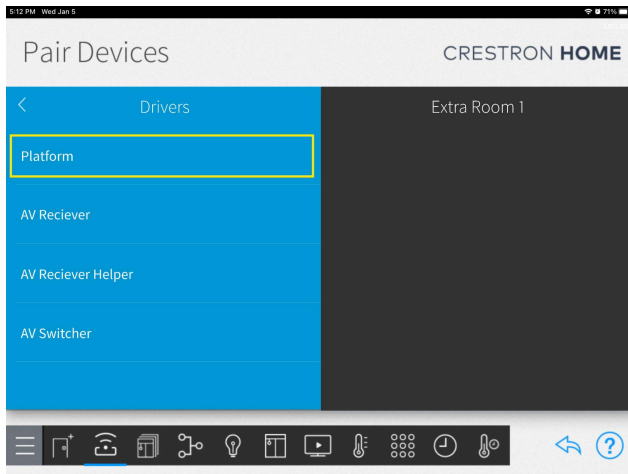 5:12 PM Wed Jan 5 71%
Pair Devices CRESTRON HOME
Drivers Extra Room 1
Platform
AV Reciever
AV Reciever Helper
AV Switcher
?